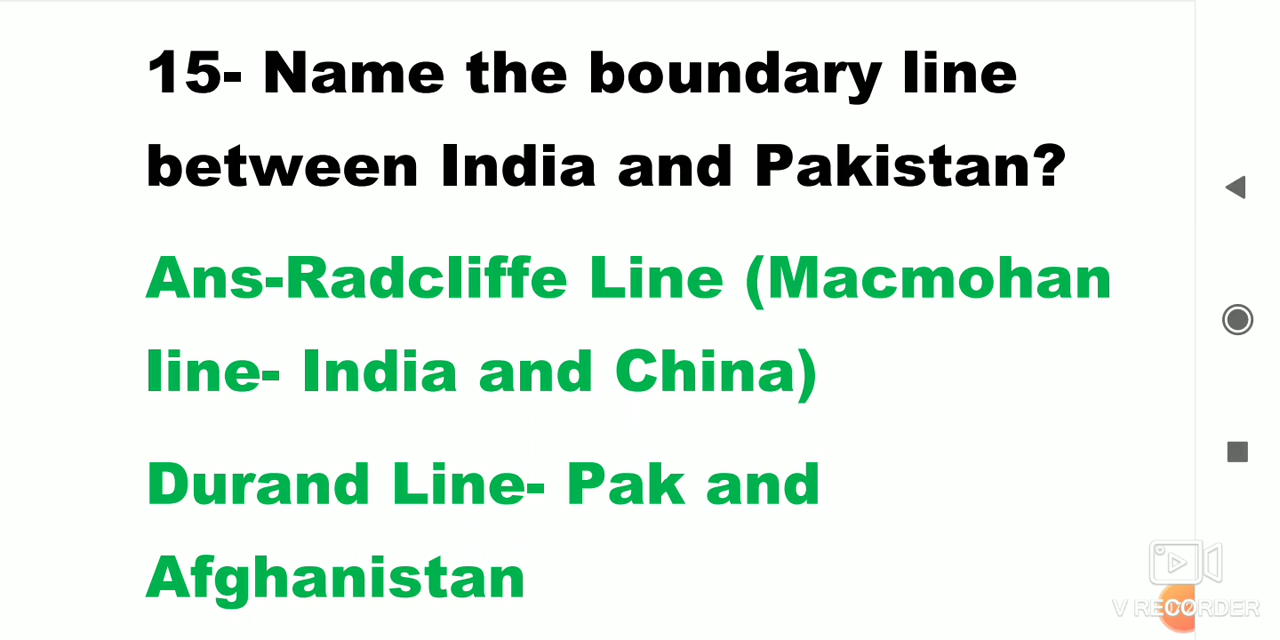 15- Name the boundary line
between India and Pakistan?
Ans-Radcliffe Line (Macmohan
line- India and China)
Durand Line- Pak and
Afghanistan
V RECORDER